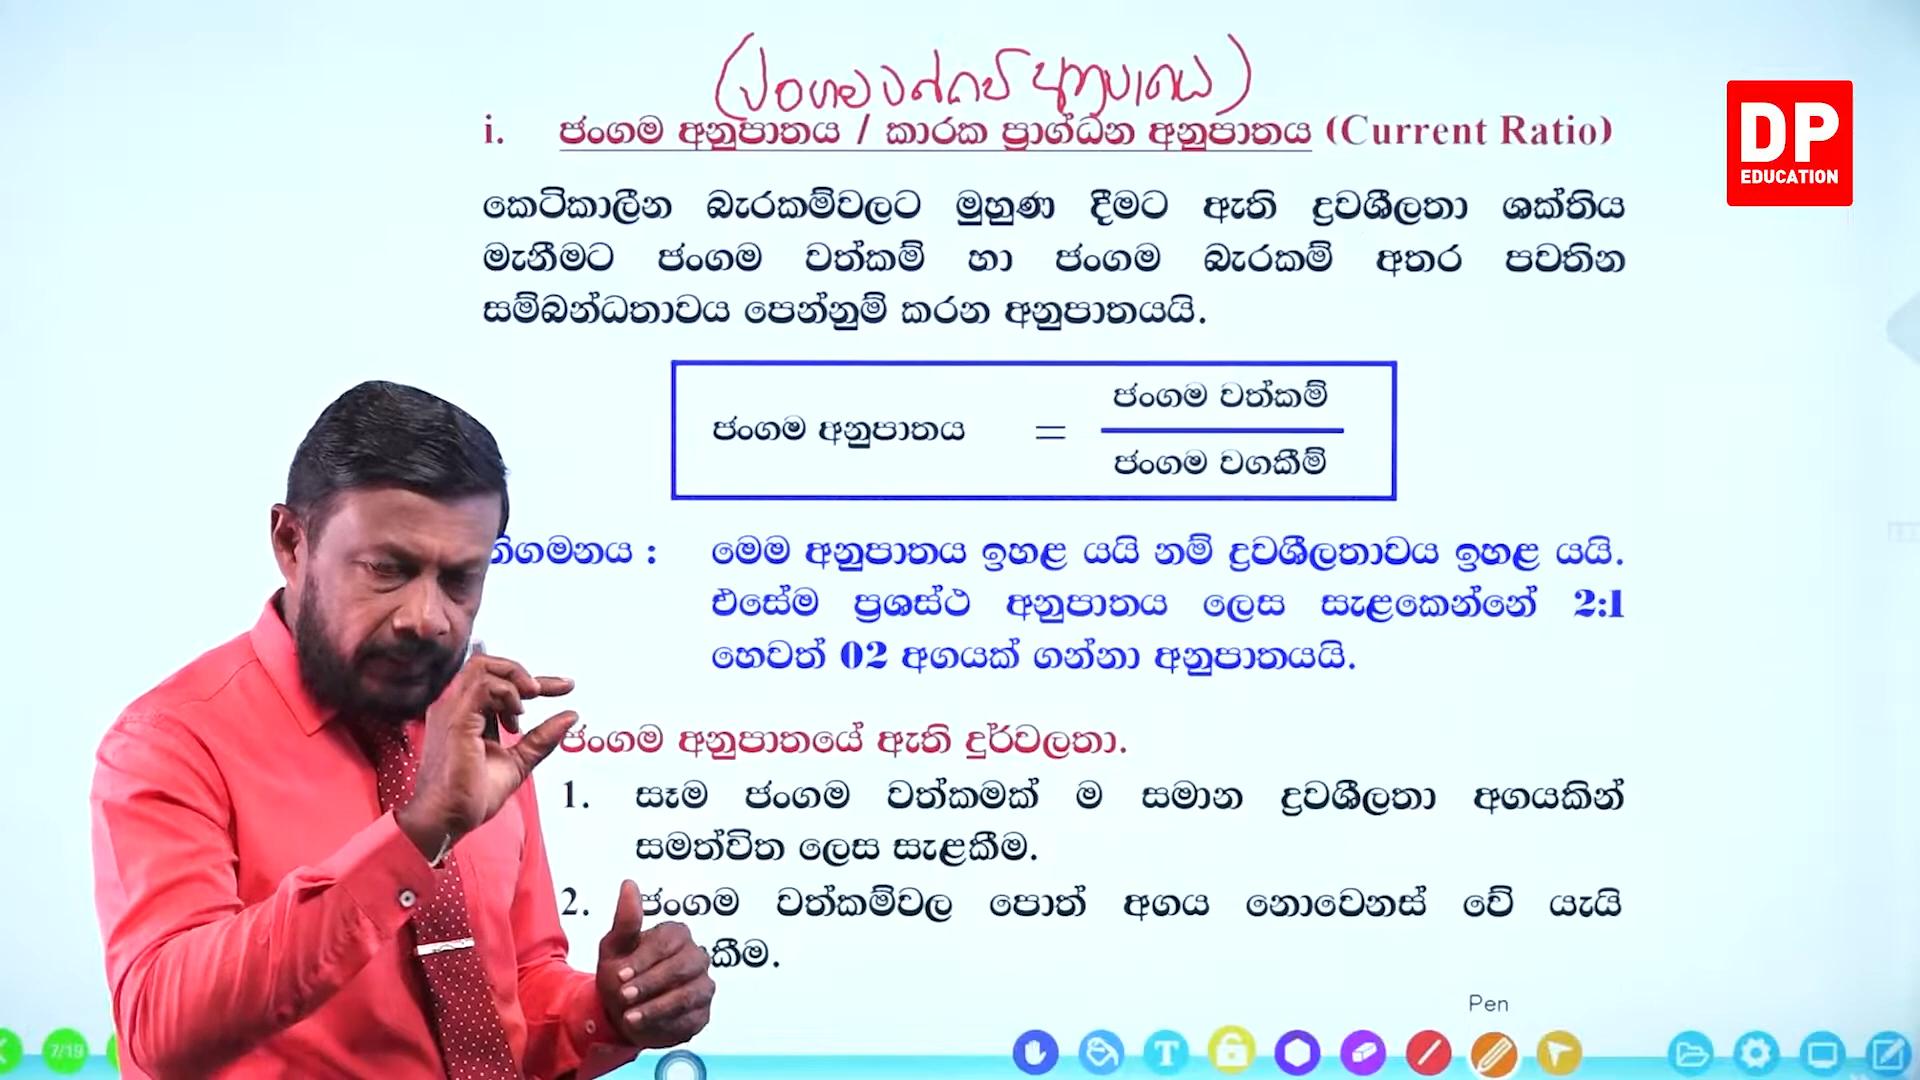 (ජංගම වත්කම් අනුපාතය)
i. ජංගම අනුපාතය / කාරක ප්‍රාග්ධන අනුපාතය (Current Ratio)
DP
EDUCATION
කෙටිකාලීන බැරකම්වලට මුහුණ දීමට ඇති ද්‍රවශීලතා ශක්තිය
මැනීමට ජංගම වත්කම් හා ජංගම බැරකම් අතර පවතින
සම්බන්ධතාවය පෙන්නුම් කරන අනුපාතයයි.
ජංගම අනුපාතය = ජංගම වත්කම්
ජංගම වගකීම්
තිගමනය : මෙම අනුපාතය ඉහළ යයි නම් ද්‍රවශීලතාවය ඉහළ යයි.
එසේම ප්‍රශස්ථ අනුපාතය ලෙස සැළකෙන්නේ 2:1
හෙවත් 02 අගයක් ගන්නා අනුපාතයයි.
ජංගම අනුපාතයේ ඇති දුර්වලතා.
1. සෑම ජංගම වත්කමක් ම සමාන ද්‍රවශීලතා අගයකින්
සමත්විත ලෙස සැළකීම.
2. ජංගම වත්කම්වල පොත් අගය නොවෙනස් වේ යැයි
කීම.
Pen
7/19